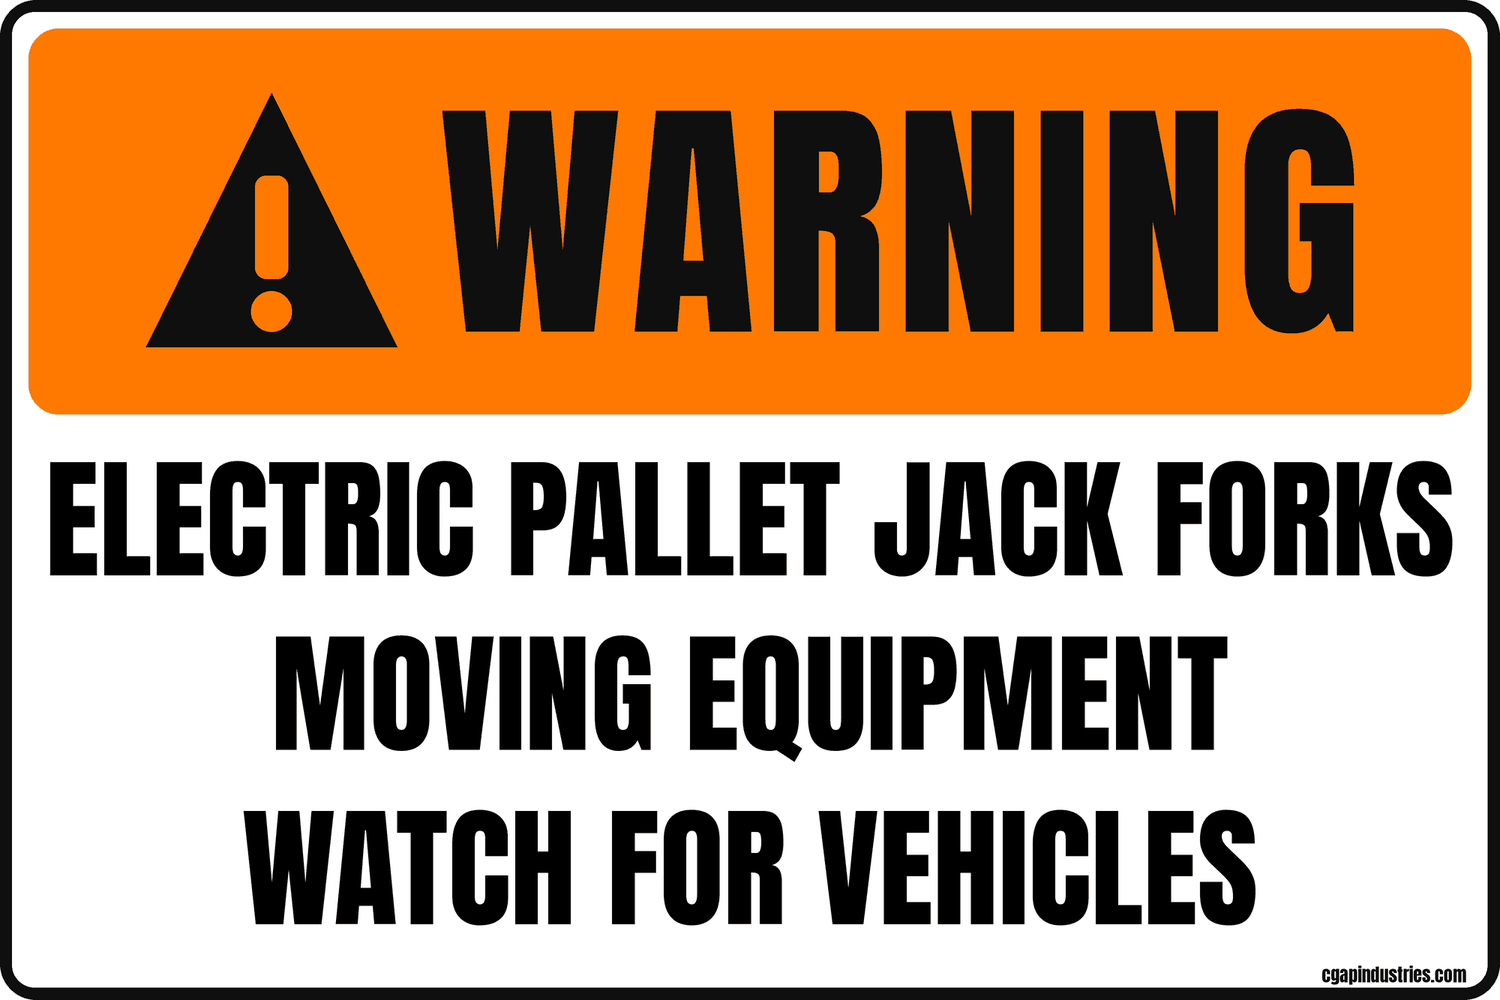 WARNING
ELECTRIC PALLET JACK FORKS
MOVING EQUIPMENT
WATCH FOR VEHICLES
cgapindustries.com